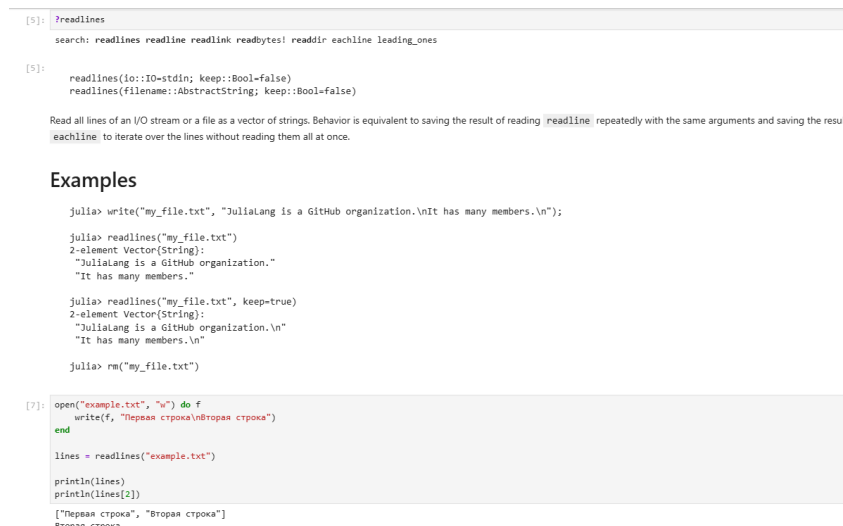 [5]: ?readlines
search: readlines readline readlink readbytes! readdir eachline leading_ones
[5]:
readlines(io::IO=stdin; keep::Bool=false)
readlines(filename::AbstractString; keep::Bool=false)
Read all lines of an I/O stream or a file as a vector of strings. Behavior is equivalent to saving the result of reading readline repeatedly with the same arguments and saving the resu
eachline to iterate over the lines without reading them all at once.
Examples
julia> write("my_file.txt", "JuliaLang is a GitHub organization.\nIt has many members.\n");
julia> readlines("my_file.txt")
2-element Vector{String}:
"JuliaLang is a GitHub organization."
"It has many members."
julia> readlines("my_file.txt", keep=true)
2-element Vector{String}:
"JuliaLang is a GitHub organization.\n"
"It has many members.\n"
julia> rm("my_file.txt")
[7]: open("example.txt", "w") do f
write(f, "Первая строка\nВторая строка")
end
lines = readlines("example.txt")
println(lines)
println(lines[2])
["Первая строка", "Вторая строка"]
Вторая строка